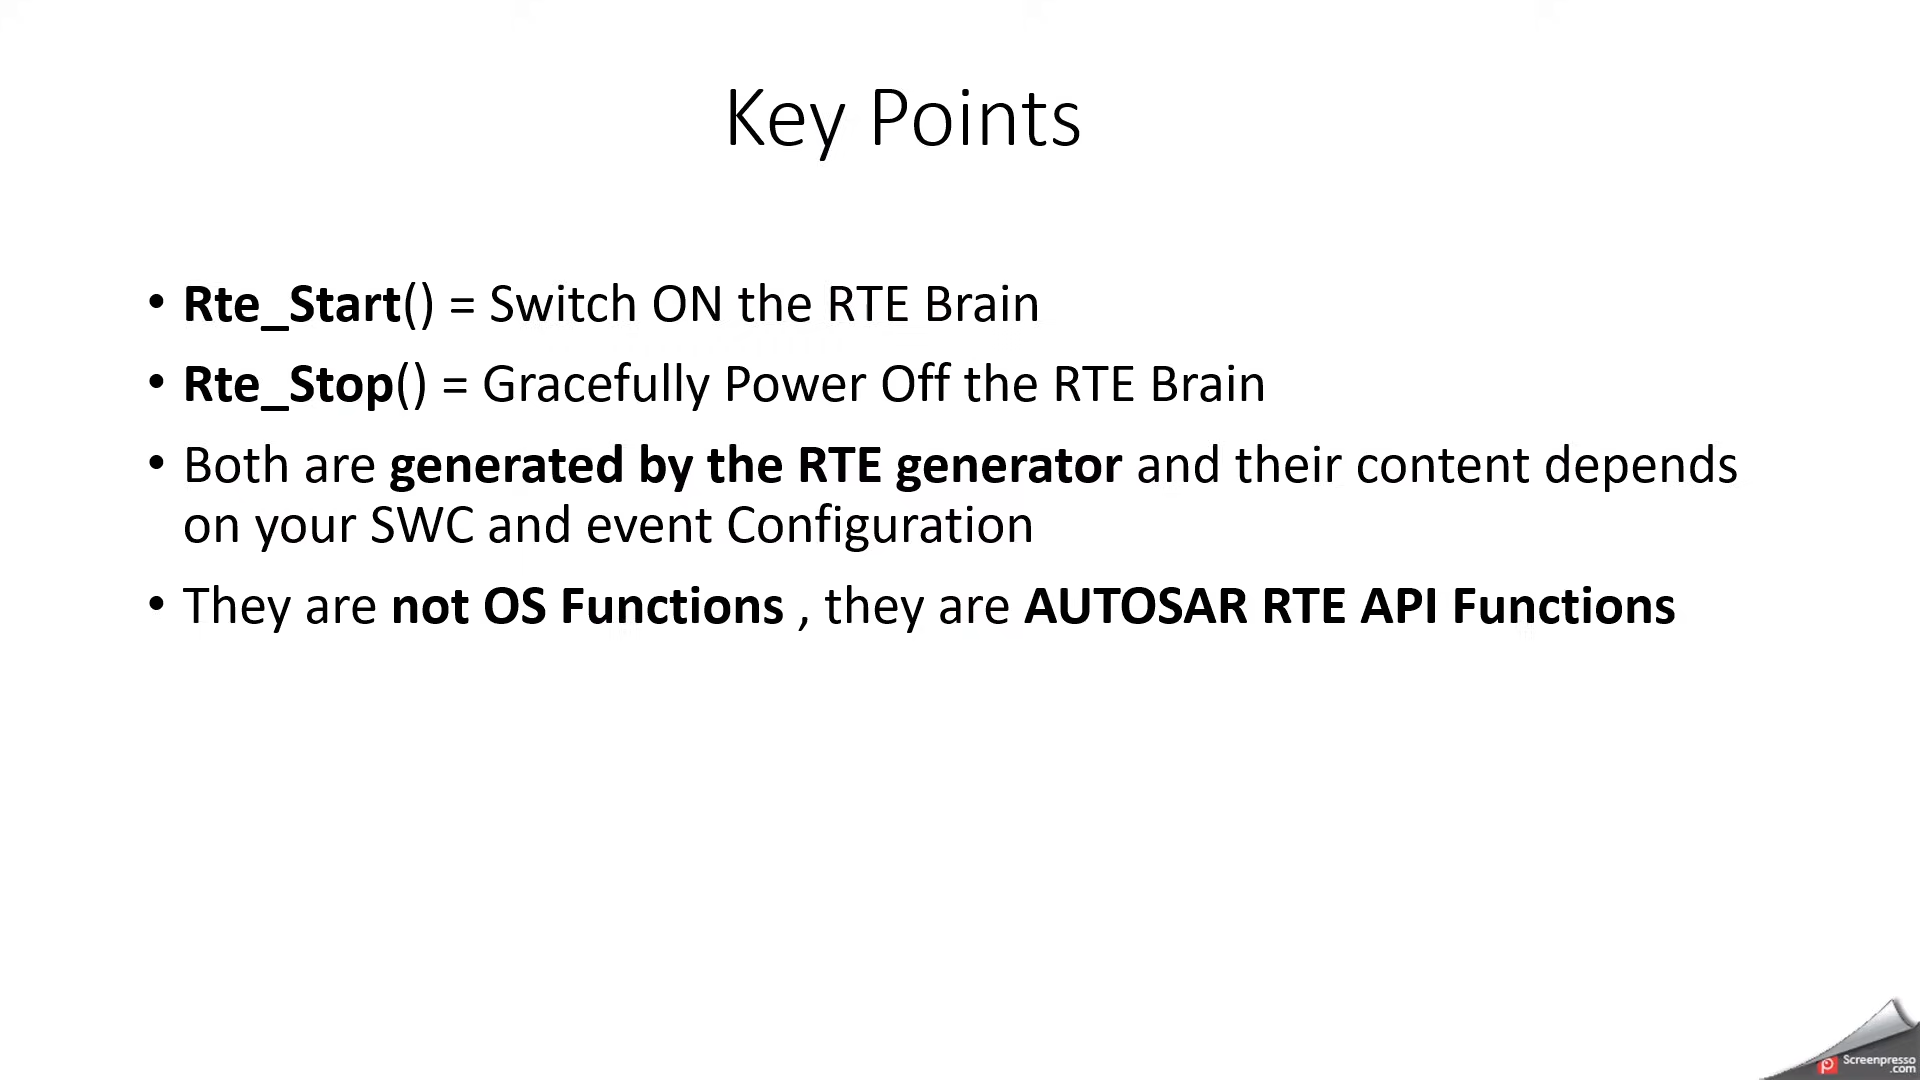 Key Points
• Rte_Start() = Switch ON the RTE Brain
• Rte_Stop() = Gracefully Power Off the RTE Brain
• Both are generated by the RTE generator and their content depends
on your SWC and event Configuration
• They are not OS Functions , they are AUTOSAR RTE API Functions
Screenpresso
.com